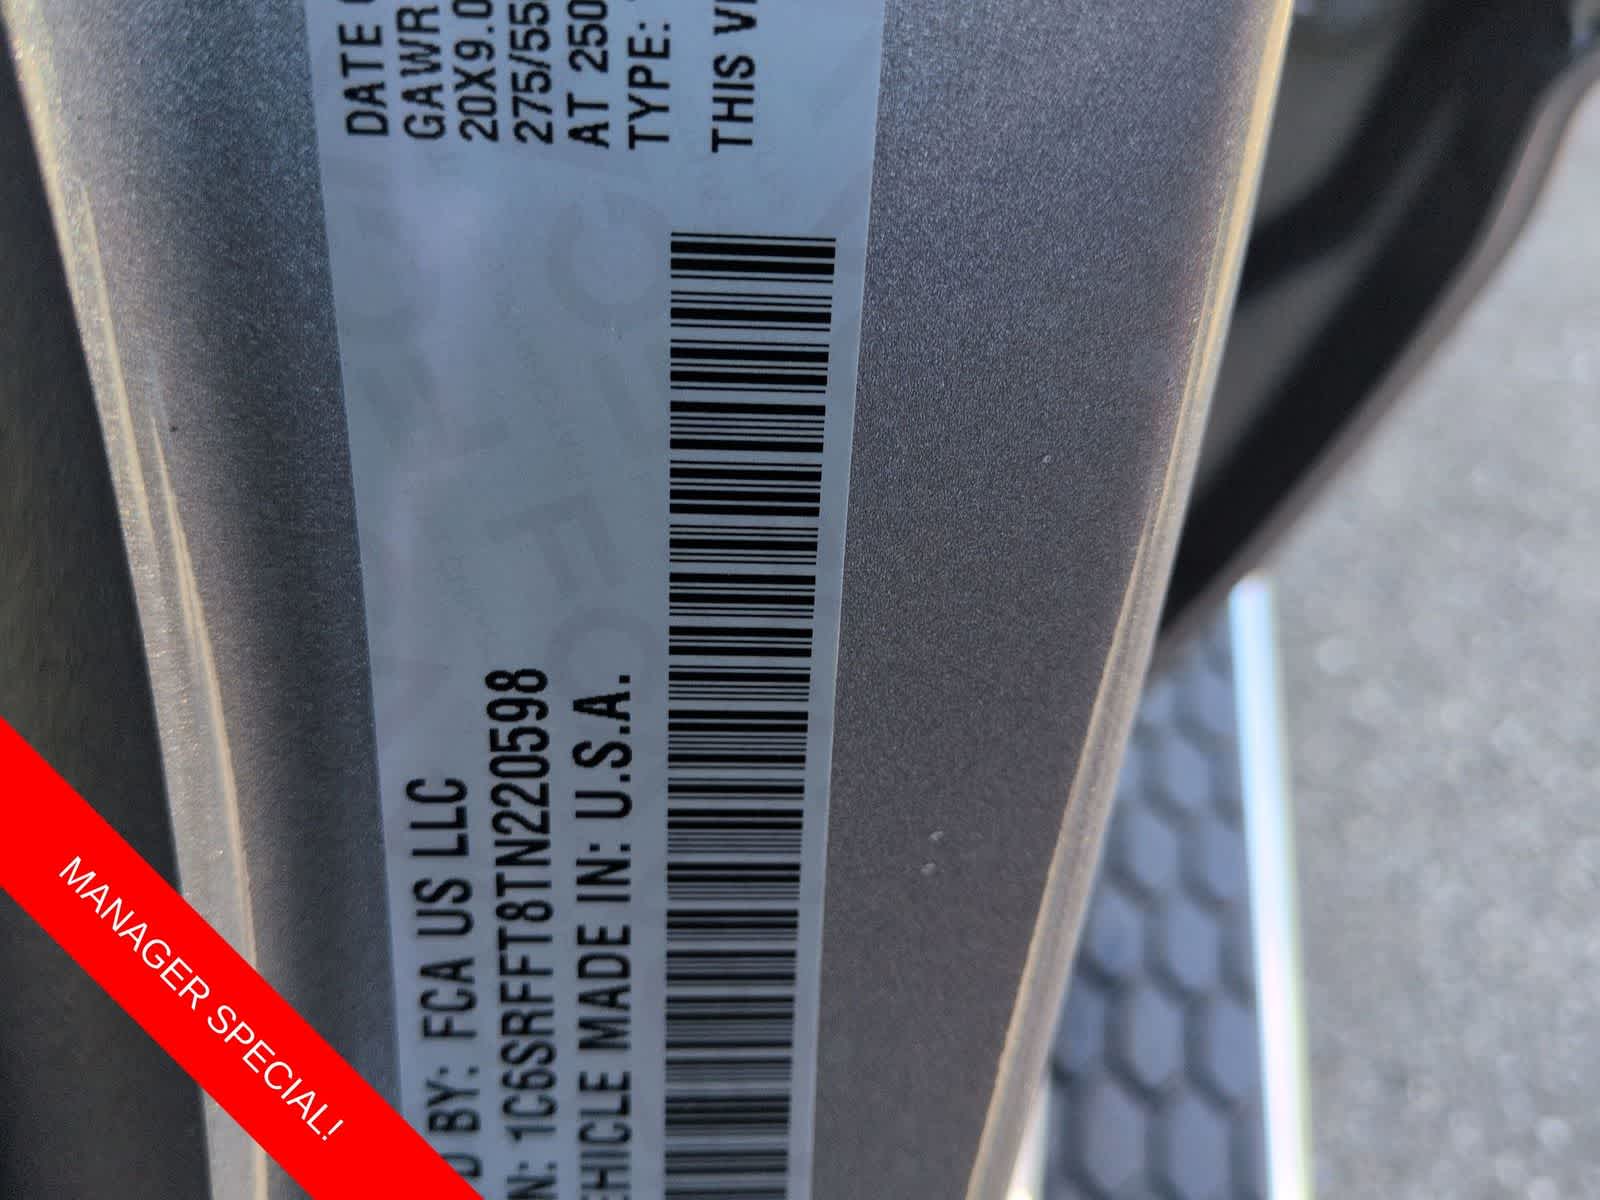 D BY: FCA US LLC
DATE
GAWR
20X9.0
275/55
AT 250
TYPE:
N: 1C6SRFFT8TN220598
EHICLE MADE IN: U.S.A.
THIS
MANAGER SPECIAL!